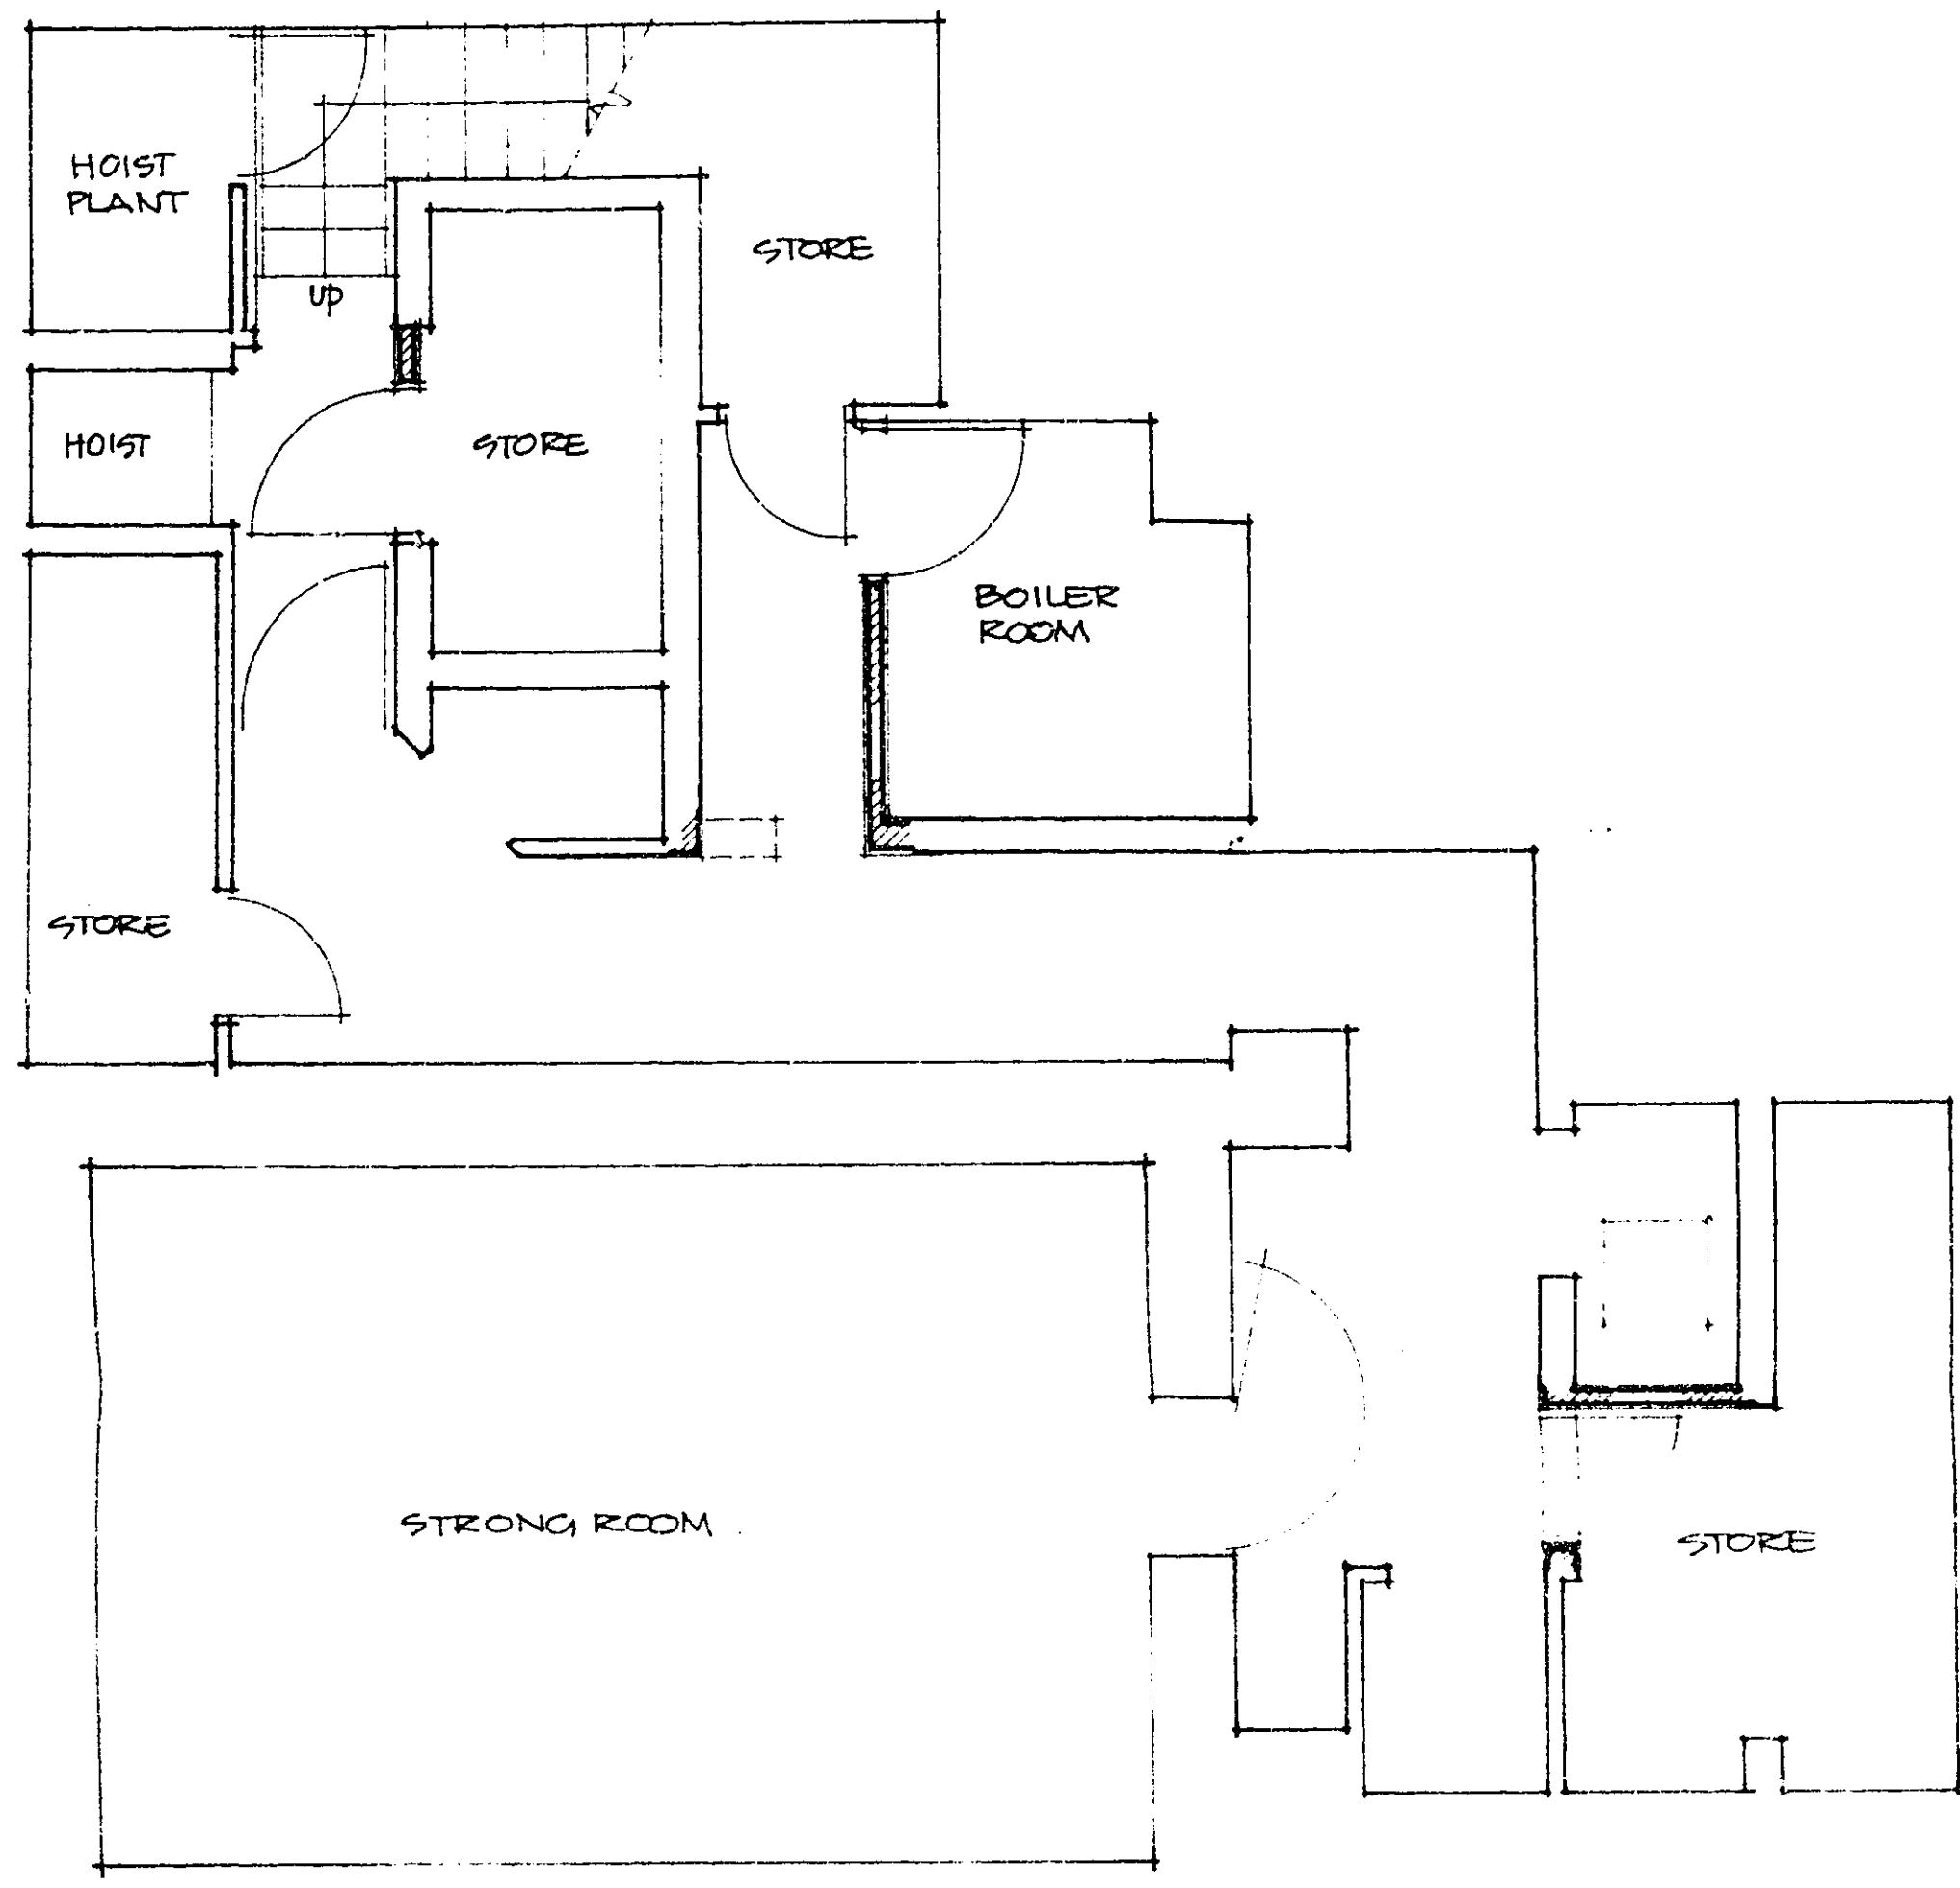 HOIST
PLANT
STORE
UP
HOIST
STORE
BOILER
ROOM
STORE
STRONG ROOM
STORE